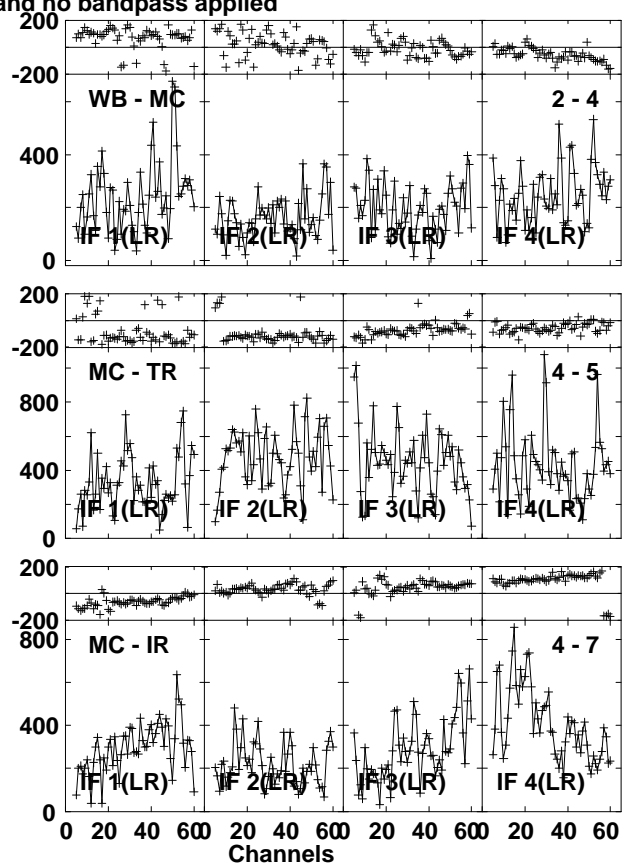 and no bandpass applied
200
-200
WB - MC 2 - 4
400
0
IF 1(LR) IF 2(LR) IF 3(LR) IF 4(LR)
200
-200
MC - TR 4 - 5
800
400
0
IF 1(LR) IF 2(LR) IF 3(LR) IF 4(LR)
200
-200
MC - IR 4 - 7
800
400
0
IF 1(LR) IF 2(LR) IF 3(LR) IF 4(LR)
0 20 40 60 0 20 40 60 0 20 40 60 0 20 40 60
Channels